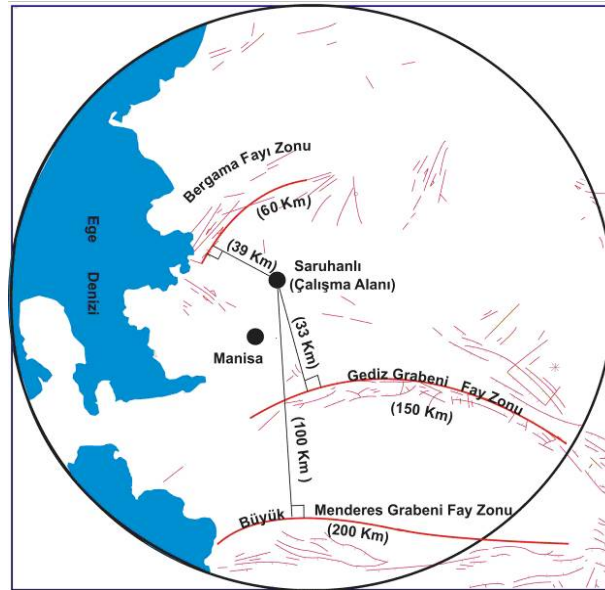 Bergama Fayı Zonu
(60 Km)
(39 Km)
Ege Denizi
Saruhanlı
(Çalışma Alanı)
Manisa
(33 Km)
Gediz Grabeni Fay Zonu
(150 Km)
(100 Km)
Büyük Menderes Grabeni Fay Zonu
(200 Km)